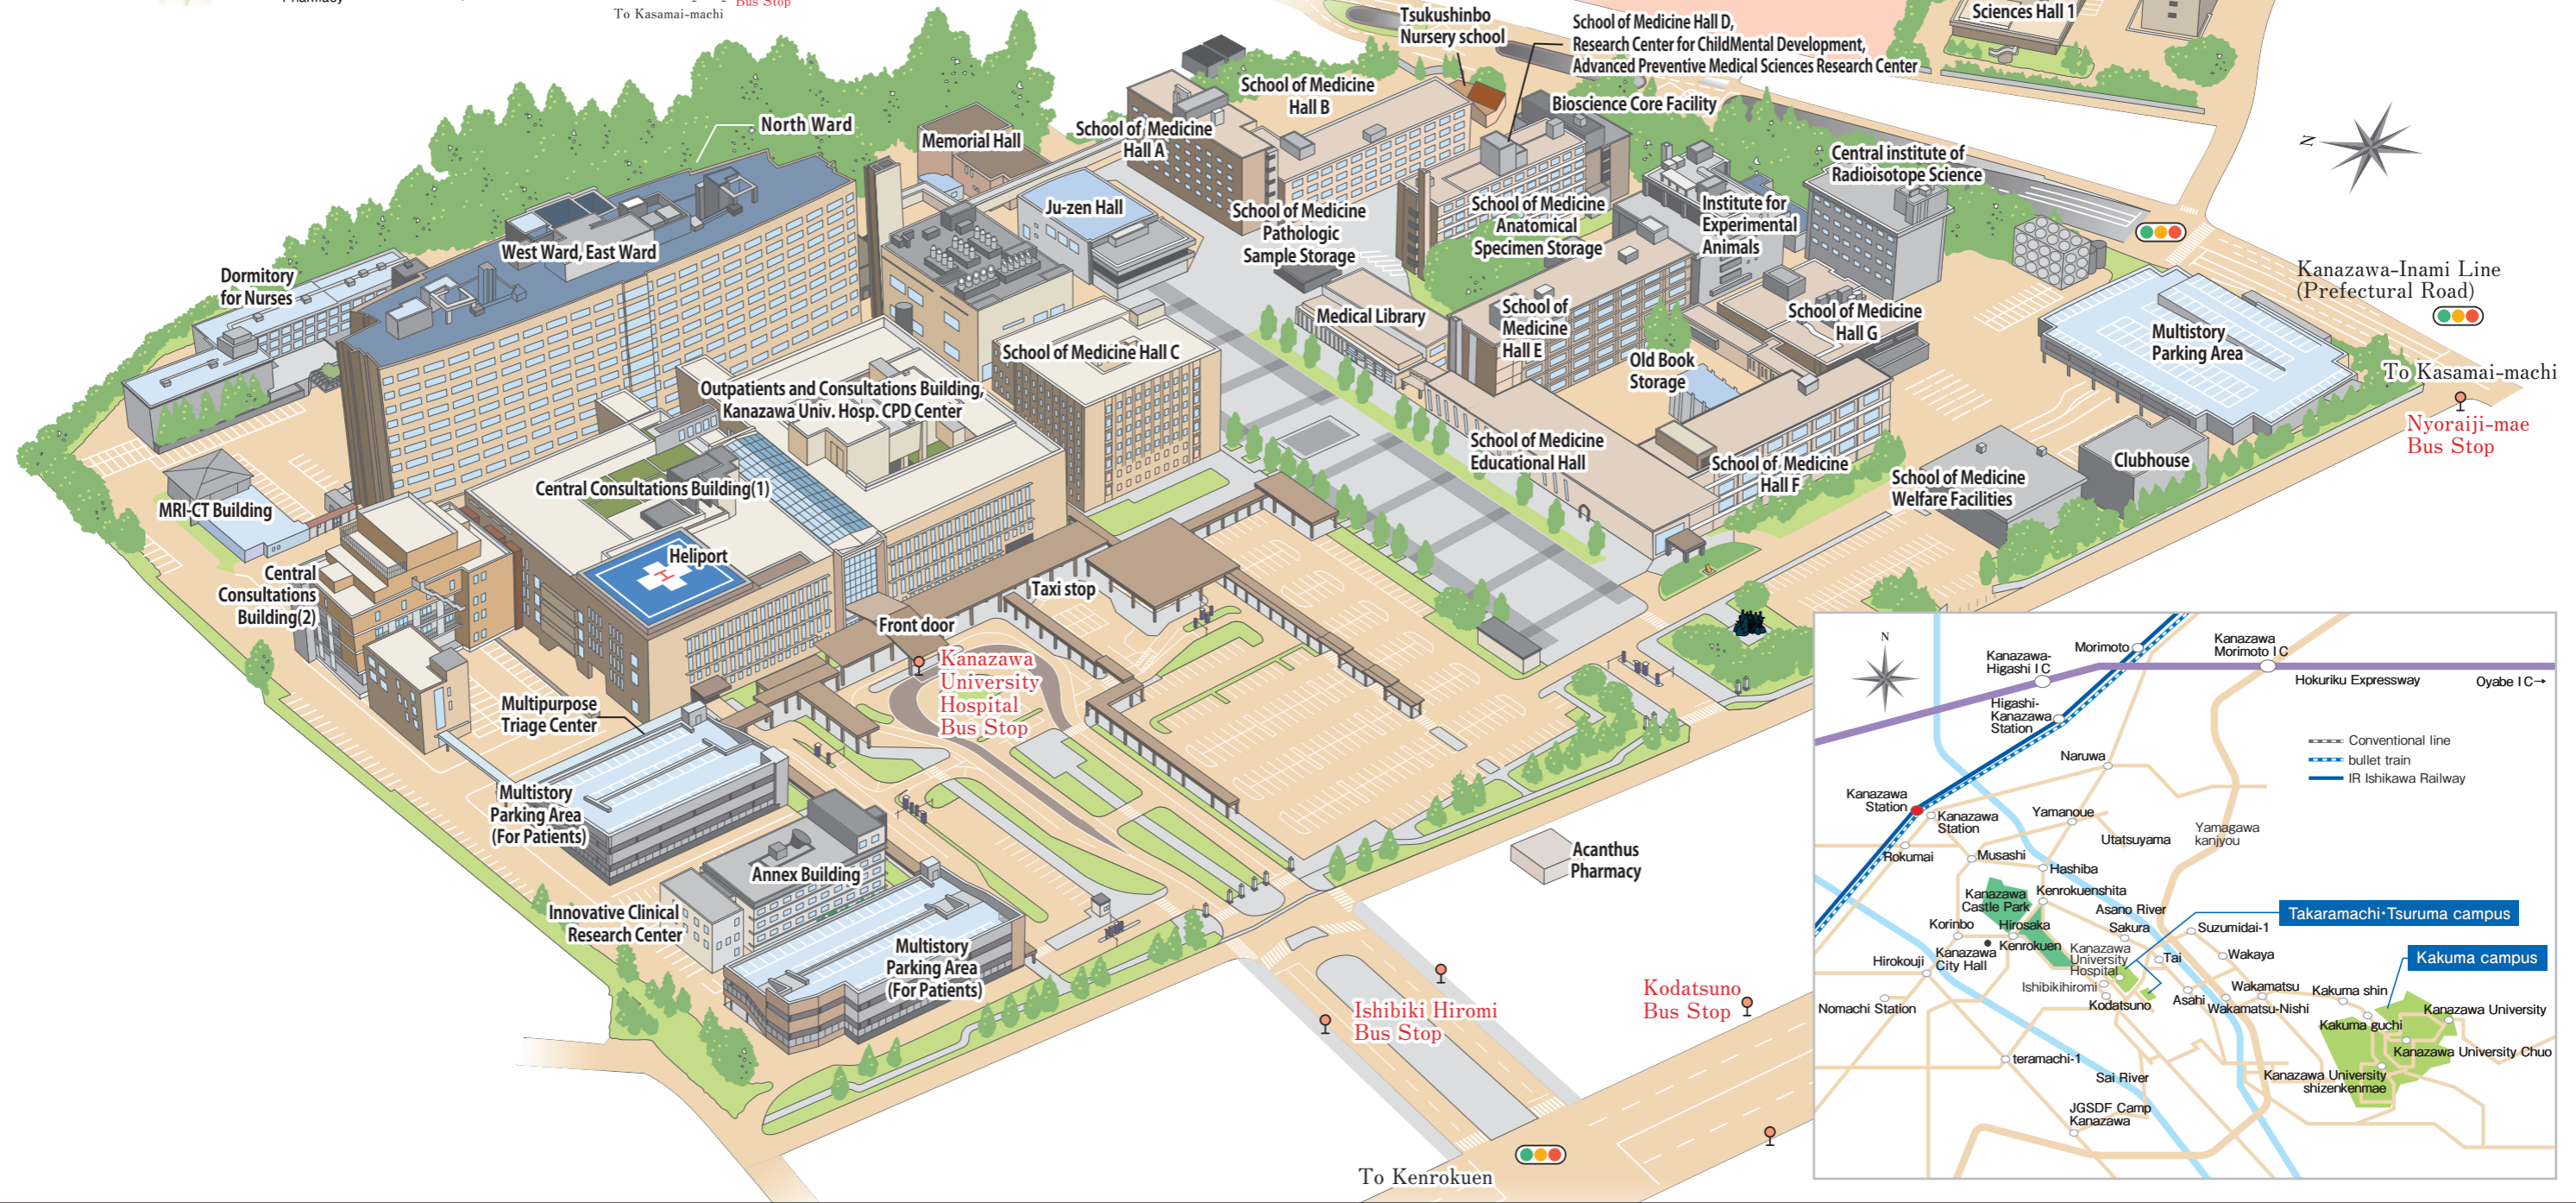 Pharmacy
To Kasamai-machi
Bus Stop
Tsukushinbo
Nursery school
School of Medicine Hall D,
Research Center for ChildMental Development,
Advanced Preventive Medical Sciences Research Center
Sciences Hall 1
North Ward
Memorial Hall
School of Medicine
Hall A
School of Medicine
Hall B
Bioscience Core Facility
Central institute of
Radioisotope Science
N
West Ward, East Ward
Dormitory
for Nurses
Ju-zen Hall
School of Medicine
Pathologic
Sample Storage
School of Medicine
Anatomical
Specimen Storage
Institute for
Experimental
Animals
Kanazawa-Inami Line
(Prefectural Road)
Medical Library
School of
Medicine
Hall E
School of Medicine
Hall G
Multistory
Parking Area
Old Book
Storage
To Kasamai-machi
Nyoraiji-mae
Bus Stop
School of Medicine Hall C
Outpatients and Consultations Building,
Kanazawa Univ. Hosp. CPD Center
School of Medicine
Educational Hall
School of Medicine
Hall F
School of Medicine
Welfare Facilities
Clubhouse
Central Consultations Building(1)
MRI-CT Building
Heliport
H
Central
Consultations
Building(2)
Taxi stop
Front door
Kanazawa
University
Hospital
Bus Stop
Multipurpose
Triage Center
Multistory
Parking Area
(For Patients)
Annex Building
Innovative Clinical
Research Center
Multistory
Parking Area
(For Patients)
Acanthus
Pharmacy
Ishibiki Hiromi
Bus Stop
Kodatsuno
Bus Stop
To Kenrokuen
N
Morimoto
Kanazawa
Morimoto I C
Kanazawa-
Higashi I C
Hokuriku Expressway
Oyabe I C→
Higashi-
Kanazawa
Station
Conventional line
bullet train
IR Ishikawa Railway
Naruwa
Kanazawa
Station
Kanazawa
Station
Yamanoue
Utatsuyama
Yamagawa
kanjyou
Rokumai
Musashi
Hashiba
Kanazawa
Castle Park
Kenrokuenshita
Asano River
Takaramachi・Tsuruma campus
Korinbo
Hirosaka
Sakura
Suzumidai-1
Kanazawa
City Hall
Kenrokuen
Kanazawa
University
Hospital
Tai
Wakaya
Kakuma campus
Hirokouji
Ishibikihiromi
Kodatsuno
Asahi
Wakamatsu
Wakamatsu-Nishi
Kakuma shin
Nomachi Station
Kanazawa University
Kakuma guchi
Kanazawa University Chuo
teramachi-1
Sai River
Kanazawa University
shizenkenmae
JGSDF Camp
Kanazawa